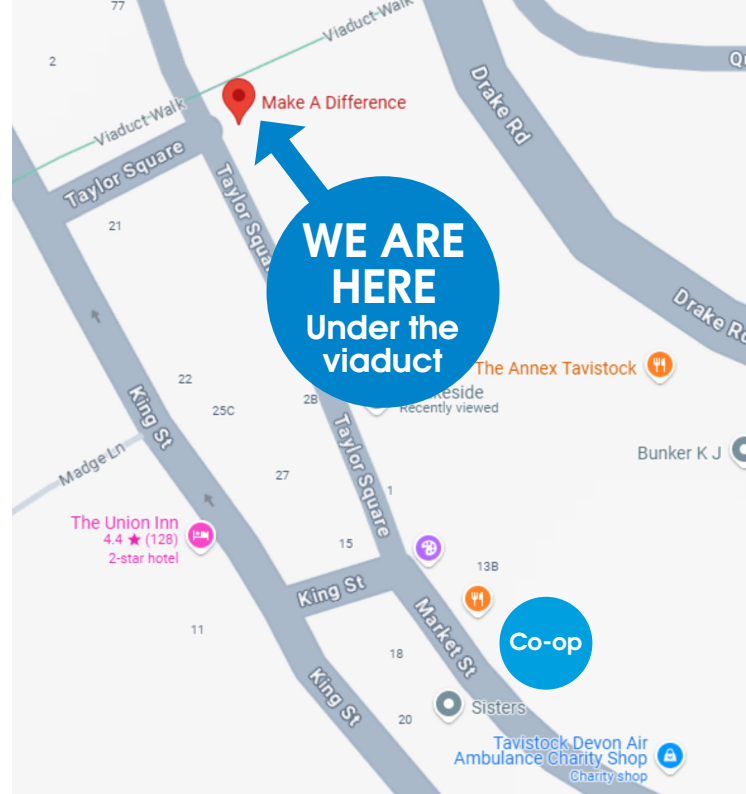 77
Viaduct Walk
2
Qu
Drake Rd
Make A Difference
Viaduct Walk
Taylor Square
Taylor Squa
21
WE ARE
HERE
Under the
viaduct
Drake Rd
The Annex Tavistock
22
25C
2B
eside
Recently viewed
King St
Taylor Square
Madge Ln
Bunker K J
27
1
The Union Inn
4.4 ★ (128)
2-star hotel
15
13B
King St
Market St
Co-op
11
18
King St
20
Sisters
Tavistock Devon Air
Ambulance Charity Shop
Charity shop